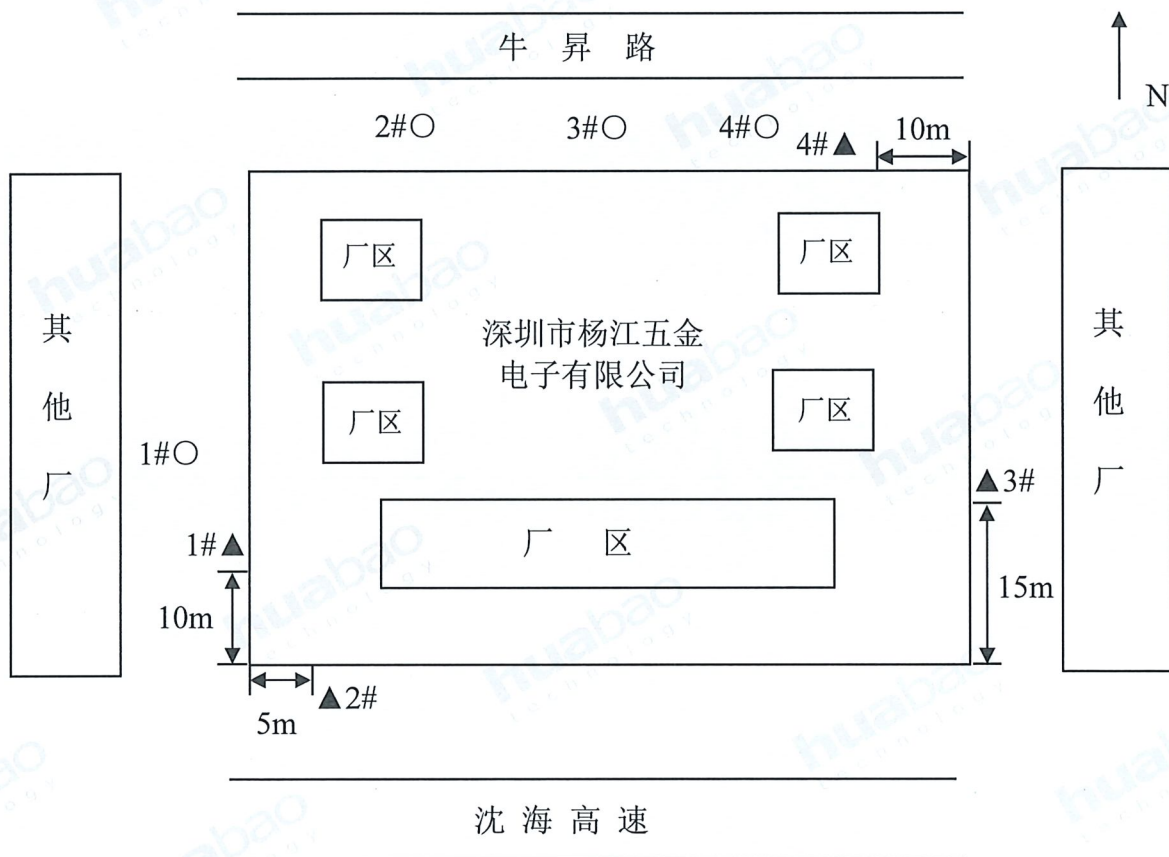 牛昇路
N
2#○
3#○
4#○
4#▲
10m
厂区
厂区
深圳市杨江五金
电子有限公司
其他厂
其他厂
厂区
厂区
1#○
▲3#
厂区
1#▲
10m
15m
▲2#
5m
沈海高速
huabao
technology